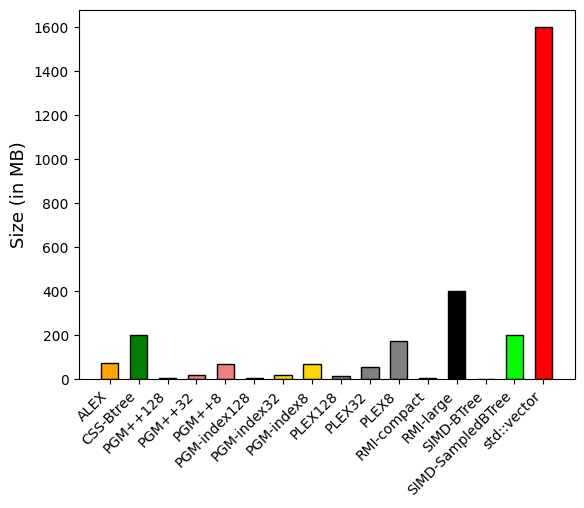 Size (in MB)
1600
1400
1200
1000
800
600
400
200
0
ALEX
CSS-Btree
PGM++128
PGM++32
PGM++8
PGM-index128
PGM-index32
PGM-index8
PLEX128
PLEX32
PLEX8
RMI-compact
RMI-large
SIMD-BTree
SIMD-SampledBTree
std::vector